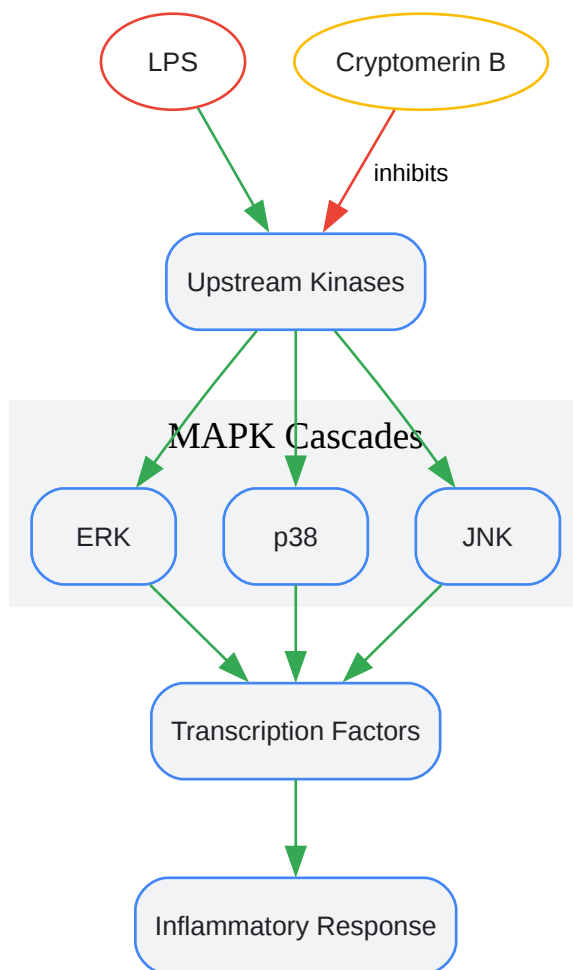 LPS
Cryptomerin B
inhibits
Upstream Kinases
MAPK Cascades
ERK
p38
JNK
Transcription Factors
Inflammatory Response